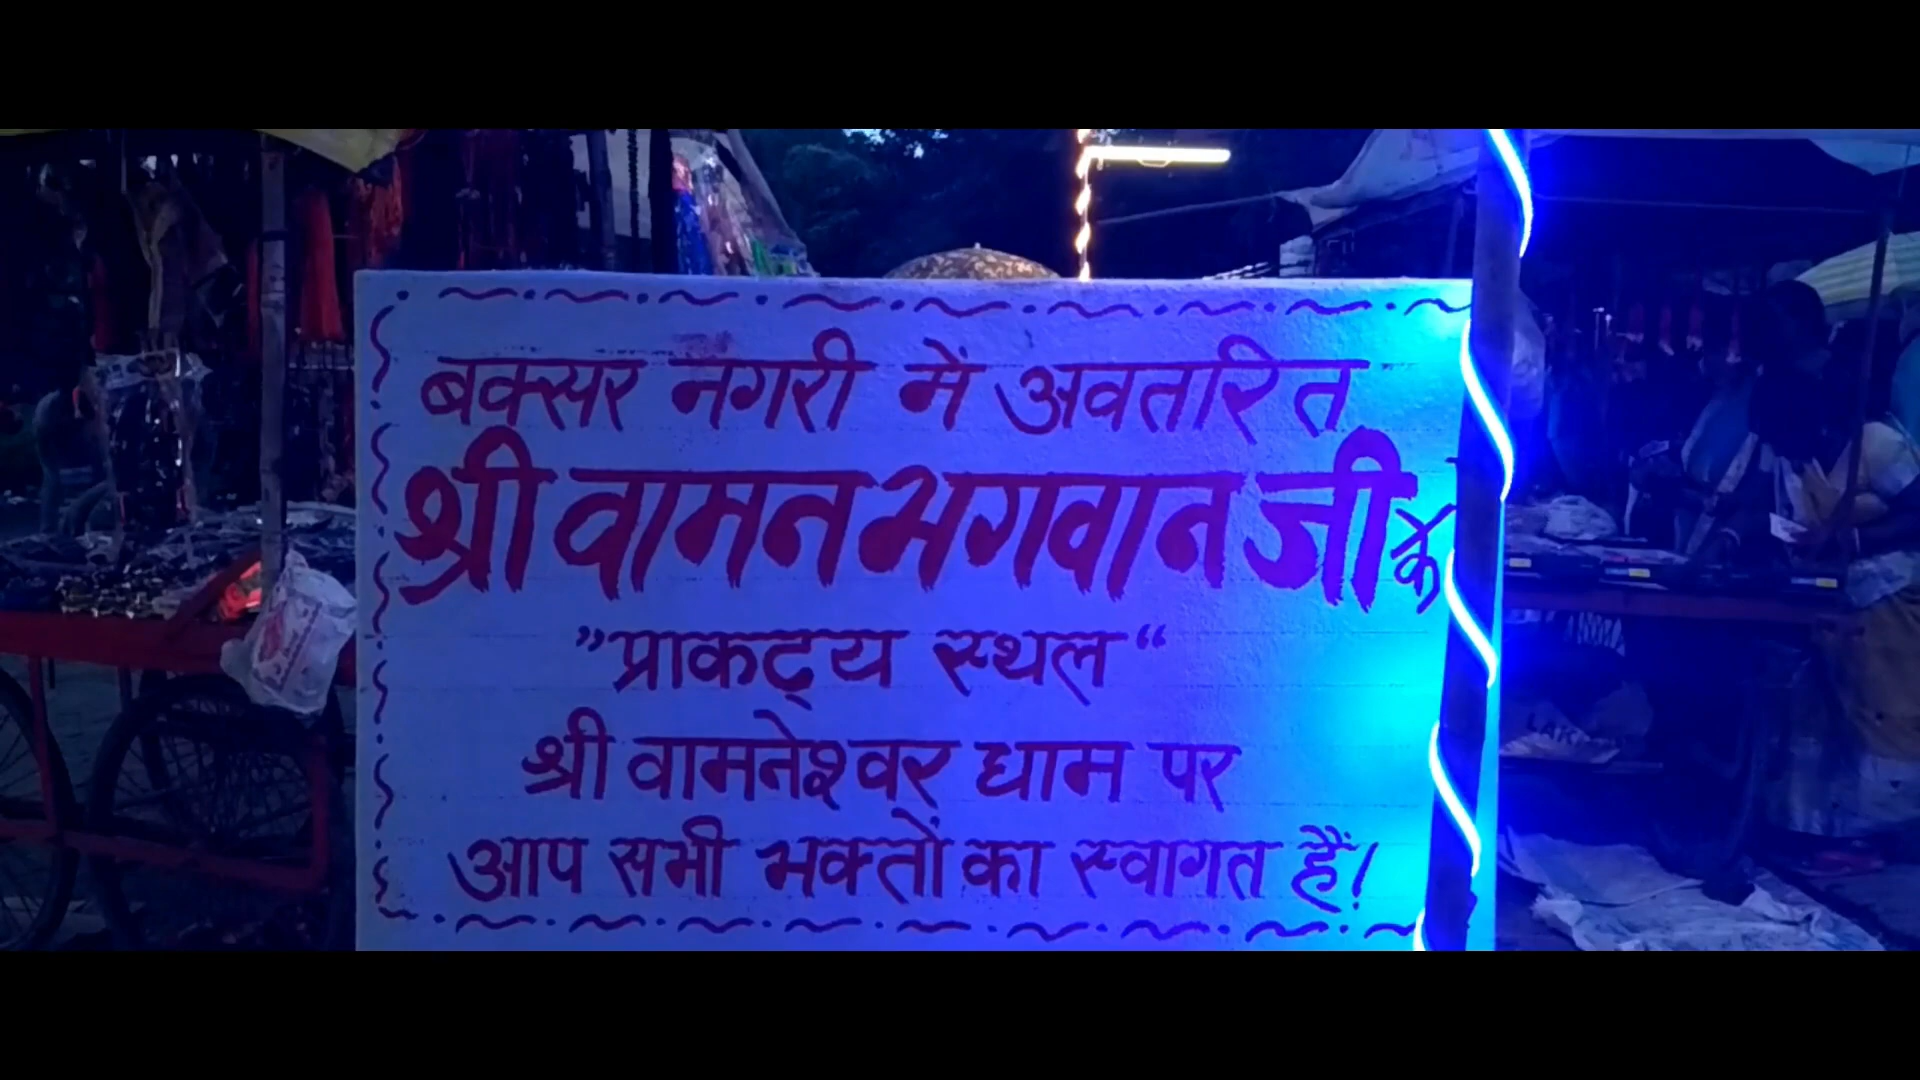 बक्सर नगरी में अवतरित
श्री वामन भगवान जी के
”प्राकट्य स्थल“
श्री वामनेश्वर धाम पर
आप सभी भक्तों का स्वागत हैं!